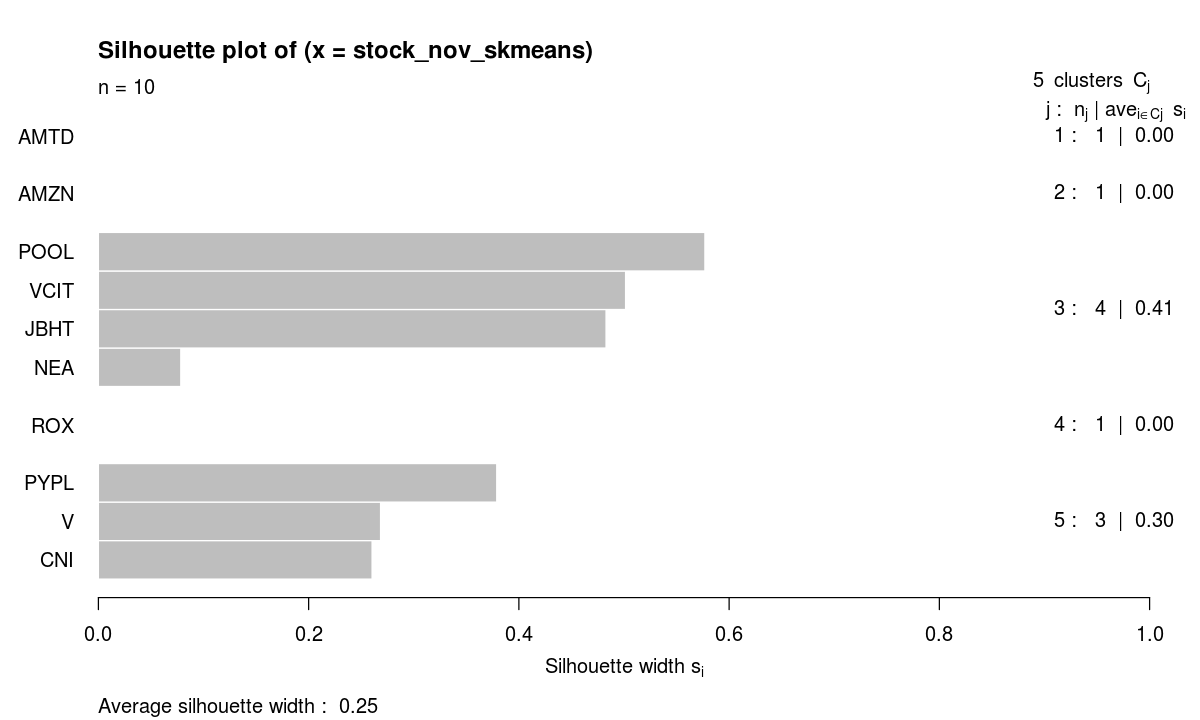 Silhouette plot of (x = stock_nov_skmeans)
n = 10
5 clusters Cj
j : nj | avei∈Cj si
AMTD 1 : 1 | 0.00
AMZN 2 : 1 | 0.00
POOL
VCIT
3 : 4 | 0.41
JBHT
NEA
ROX 4 : 1 | 0.00
PYPL
V 5 : 3 | 0.30
CNI
0.0 0.2 0.4 0.6 0.8 1.0
Silhouette width si
Average silhouette width : 0.25